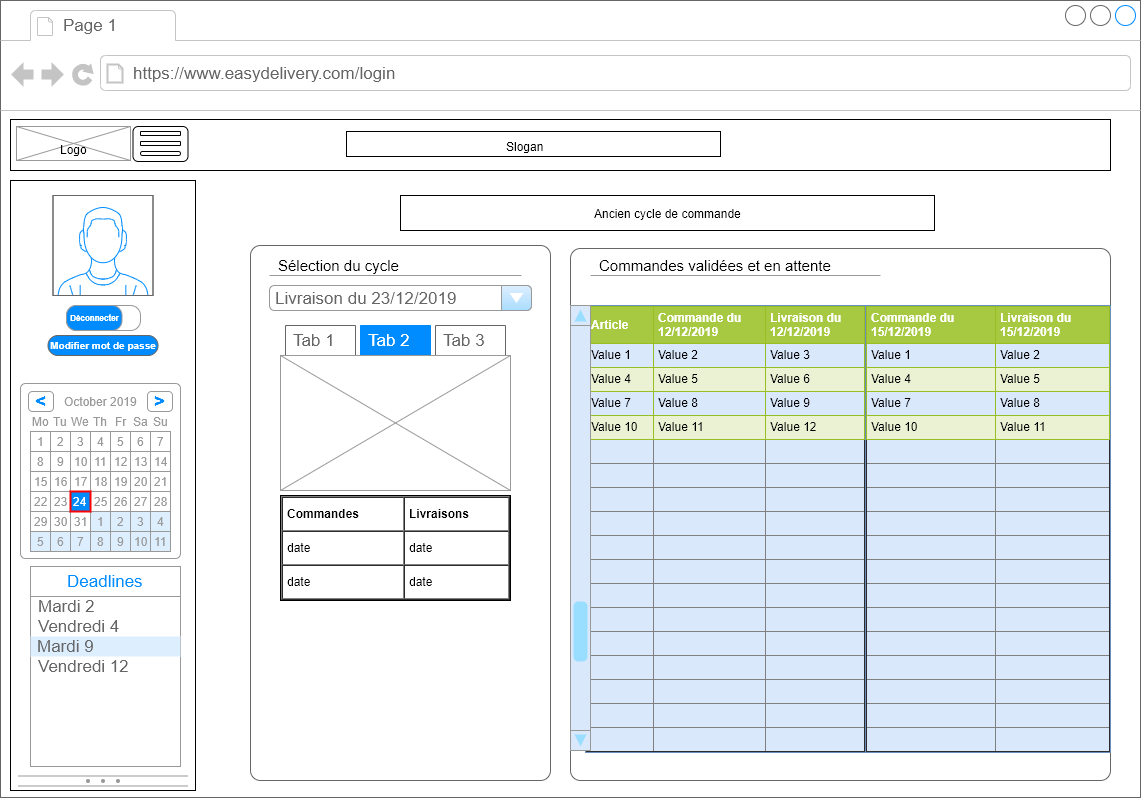 Page 1
https://www.easydelivery.com/login
Logo
Slogan
Déconnecter
Modifier mot de passe
< October 2019 >
Mo Tu We Th Fr Sa Su
1 2 3 4 5 6 7
8 9 10 11 12 13 14
15 16 17 18 19 20 21
22 23 24 25 26 27 28
29 30 31 1 2 3 4
5 6 7 8 9 10 11
Deadlines
Mardi 2
Vendredi 4
Mardi 9
Vendredi 12
Ancien cycle de commande
Sélection du cycle
Livraison du 23/12/2019
Tab 1 Tab 2 Tab 3
Commandes Livraisons
date date
date date
Commandes validées et en attente
Article Commande du 12/12/2019 Livraison du 12/12/2019 Commande du 15/12/2019 Livraison du 15/12/2019
Value 1 Value 2 Value 3 Value 1 Value 2
Value 4 Value 5 Value 6 Value 4 Value 5
Value 7 Value 8 Value 9 Value 7 Value 8
Value 10 Value 11 Value 12 Value 10 Value 11